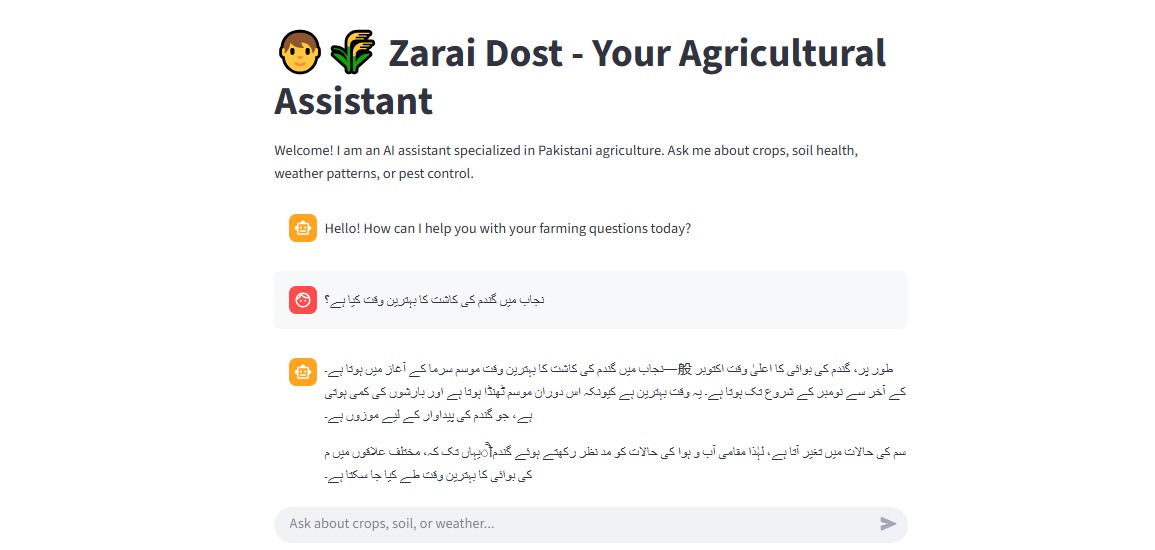 🧑🌾 Zarai Dost - Your Agricultural
Assistant
Welcome! I am an AI assistant specialized in Pakistani agriculture. Ask me about crops, soil health,
weather patterns, or pest control.
Hello! How can I help you with your farming questions today?
نجاب میں گندم کی کاشت کا بہترین وقت کیا ہے؟
نجاب میں گندم کی کاشت کا بہترین وقت موسم سرما کے آغاز میں ہوتا ہے۔ 一般 طور پر، گندم کی بوائی کا اعلیٰ وقت اکتوبر
کے آخر سے نومبر کے شروع تک ہوتا ہے۔ یہ وقت بہترین ہے کیونکہ اس دوران موسم ٹھنڈا ہوتا ہے اور بارشوں کی کمی ہوتی
ہے، جو گندم کی پیداوار کے لیے موزوں ہے۔
یہاں تک کہ، مختلف علاقوں میں م سم کی حالات میں تغیر آتا ہے، لہٰذا مقامی آب و ہوا کی حالات کو مد نظر رکھتے ہوئے گندم
کی بوائی کا بہترین وقت طے کیا جا سکتا ہے۔
Ask about crops, soil, or weather...